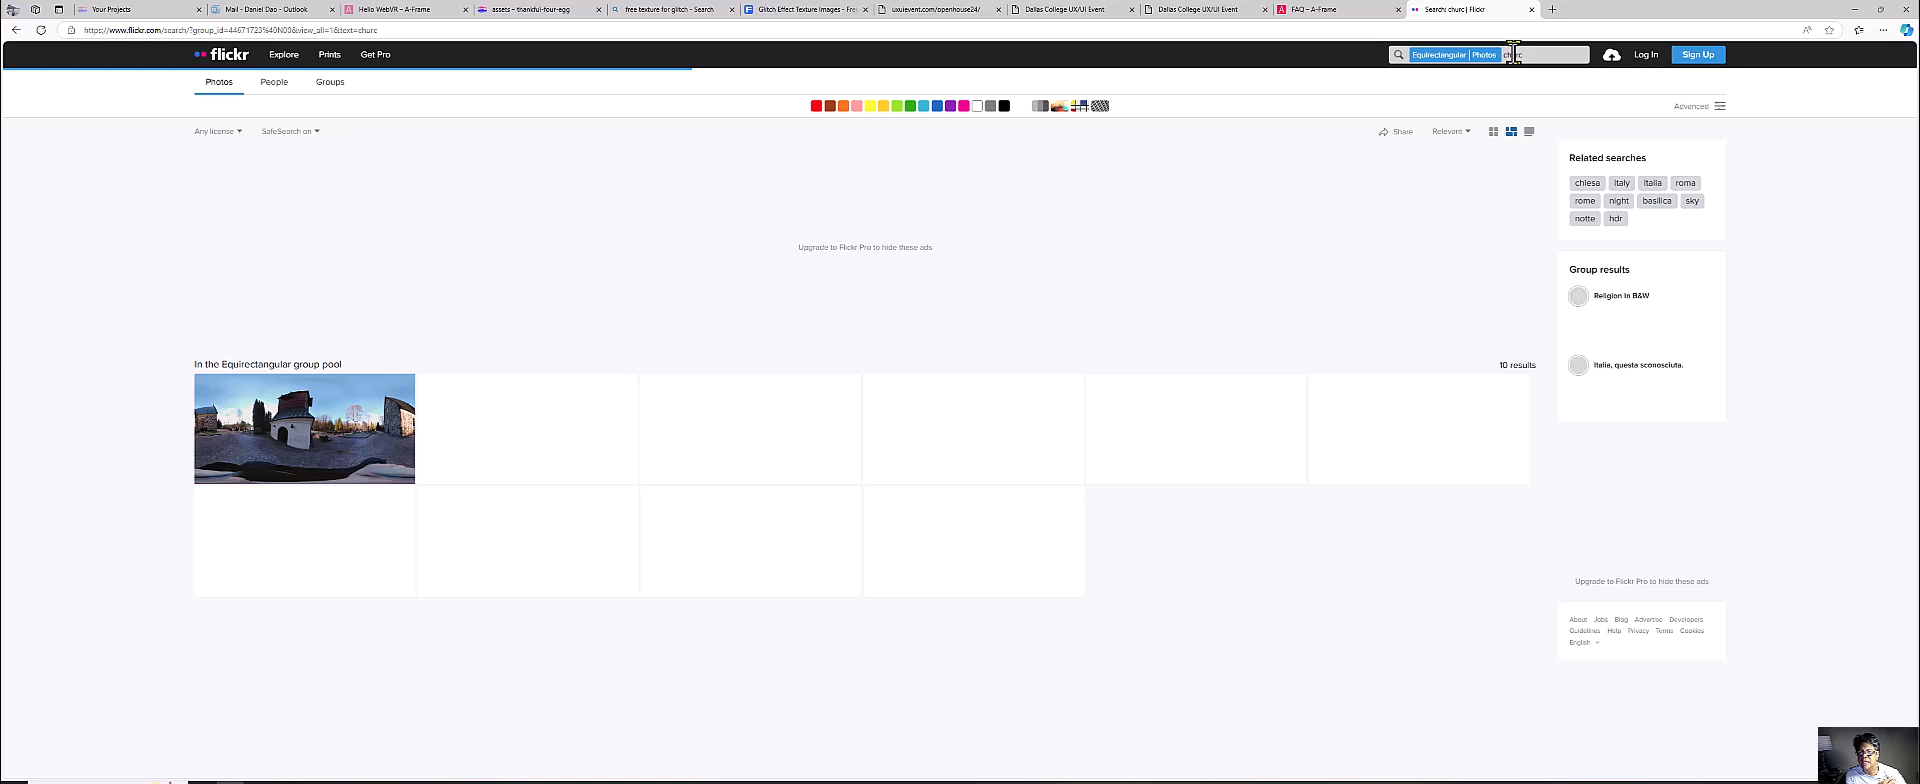 Your Projects
Mail - Daniel Dao - Outlook
Hello WebVR – A-Frame
assets – thankful-four-egg
free texture for glitch - Search
Glitch Effect Texture Images – Free
uxuievent.com/openhouse24/
Dallas College UX/UI Event
Dallas College UX/UI Event
FAQ – A-Frame
Search: churc | Flickr
https://www.flickr.com/search/?group_id=44671723%40N00&view_all=1&text=churc
flickr
Explore
Prints
Get Pro
Equirectangular | Photos
churc
Log In
Sign Up
Photos
People
Groups
Advanced
Any license
SafeSearch on
Share
Relevant
Related searches
chiesa italy italia roma
rome night basilica sky
notte hdr
Upgrade to Flickr Pro to hide these ads
Group results
Religion In B&W
In the Equirectangular group pool
10 results
Italia, questa sconosciuta.
Upgrade to Flickr Pro to hide these ads
About Jobs Blog Advertise Developers
Guidelines Help Privacy Terms Cookies
English